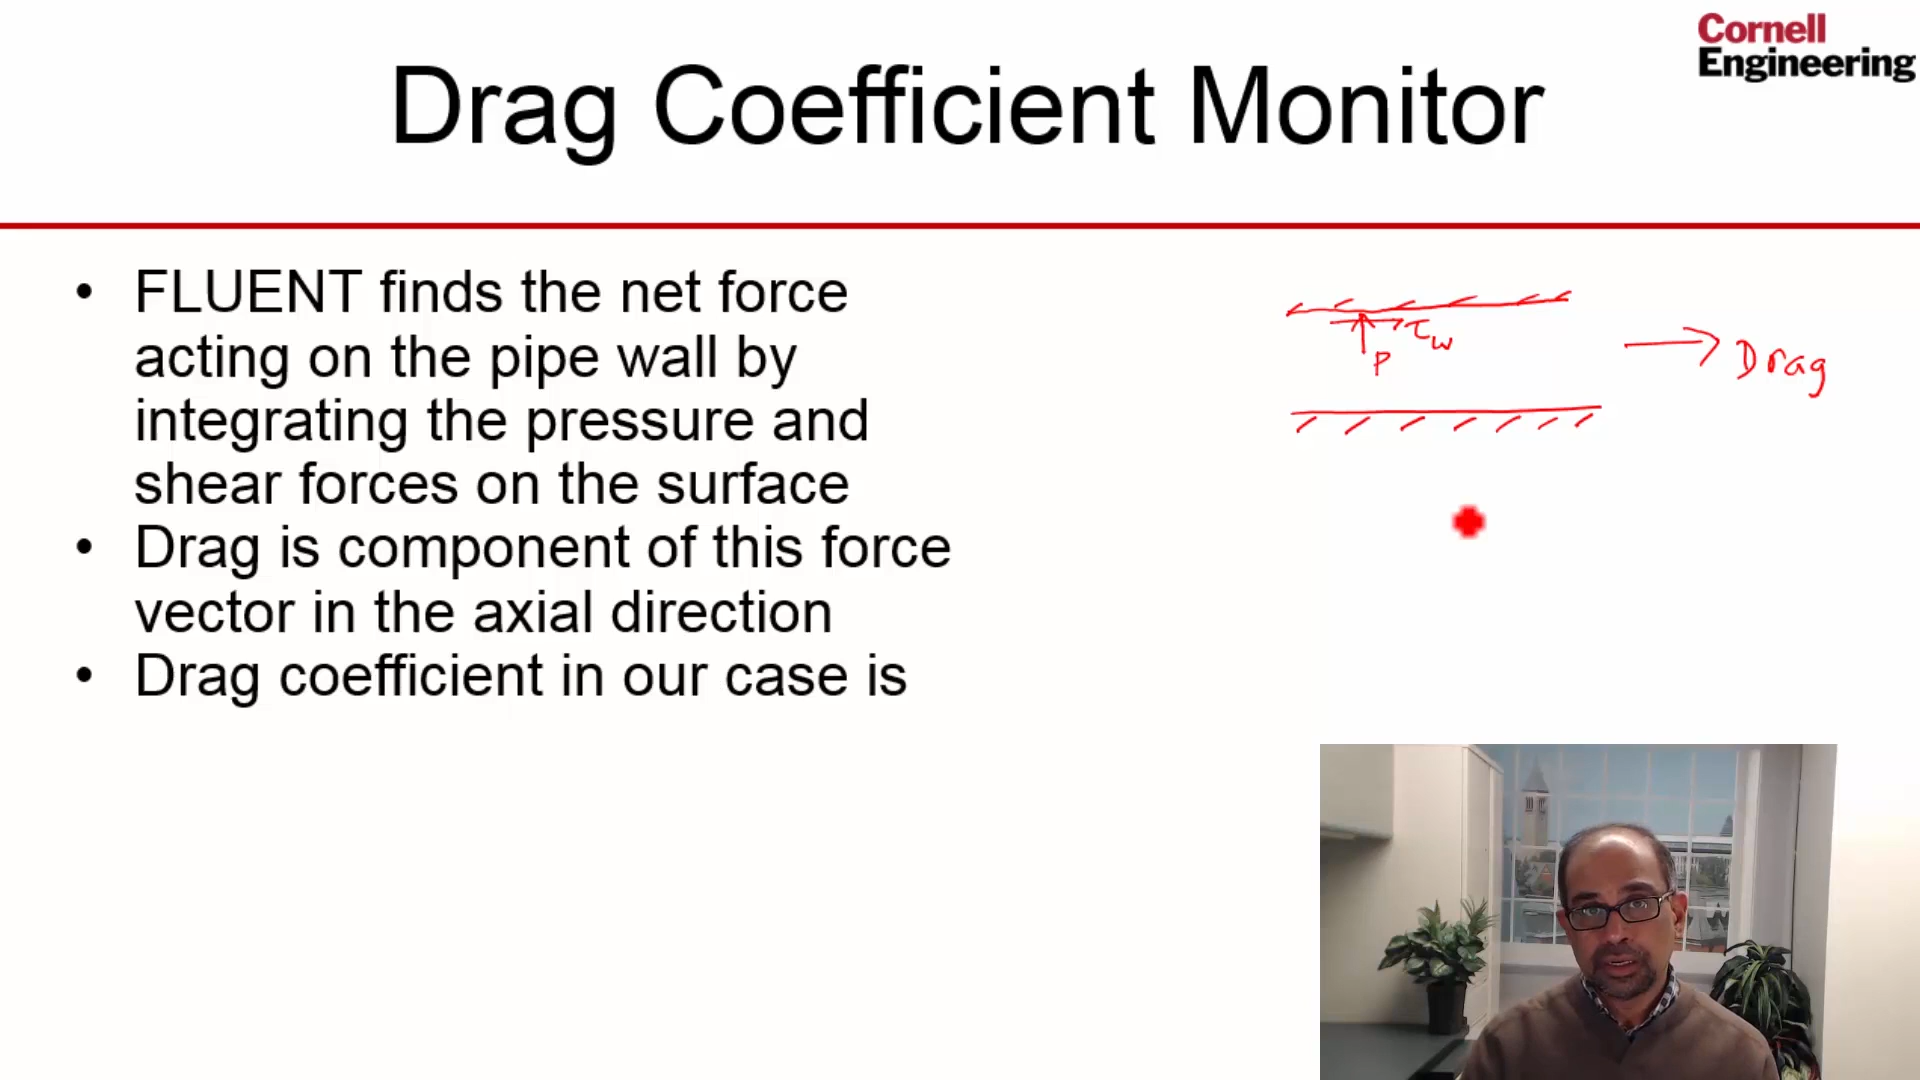 Cornell
Engineering
Drag Coefficient Monitor
• FLUENT finds the net force
acting on the pipe wall by
integrating the pressure and
shear forces on the surface
• Drag is component of this force
vector in the axial direction
• Drag coefficient in our case is
τw
P
Drag